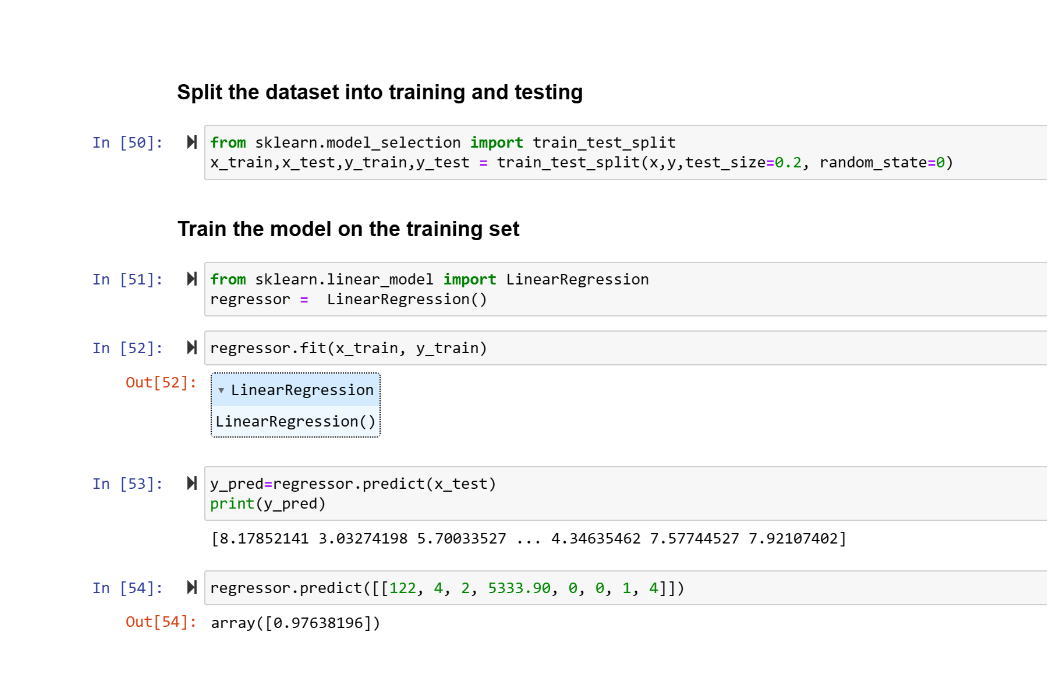 Split the dataset into training and testing
In [50]:
from sklearn.model_selection import train_test_split
x_train,x_test,y_train,y_test = train_test_split(x,y,test_size=0.2, random_state=0)
Train the model on the training set
In [51]:
from sklearn.linear_model import LinearRegression
regressor =  LinearRegression()
In [52]:
regressor.fit(x_train, y_train)
Out[52]:
LinearRegression
LinearRegression()
In [53]:
y_pred=regressor.predict(x_test)
print(y_pred)
[8.17852141 3.03274198 5.70033527 ... 4.34635462 7.57744527 7.92107402]
In [54]:
regressor.predict([[122, 4, 2, 5333.90, 0, 0, 1, 4]])
Out[54]:
array([0.97638196])